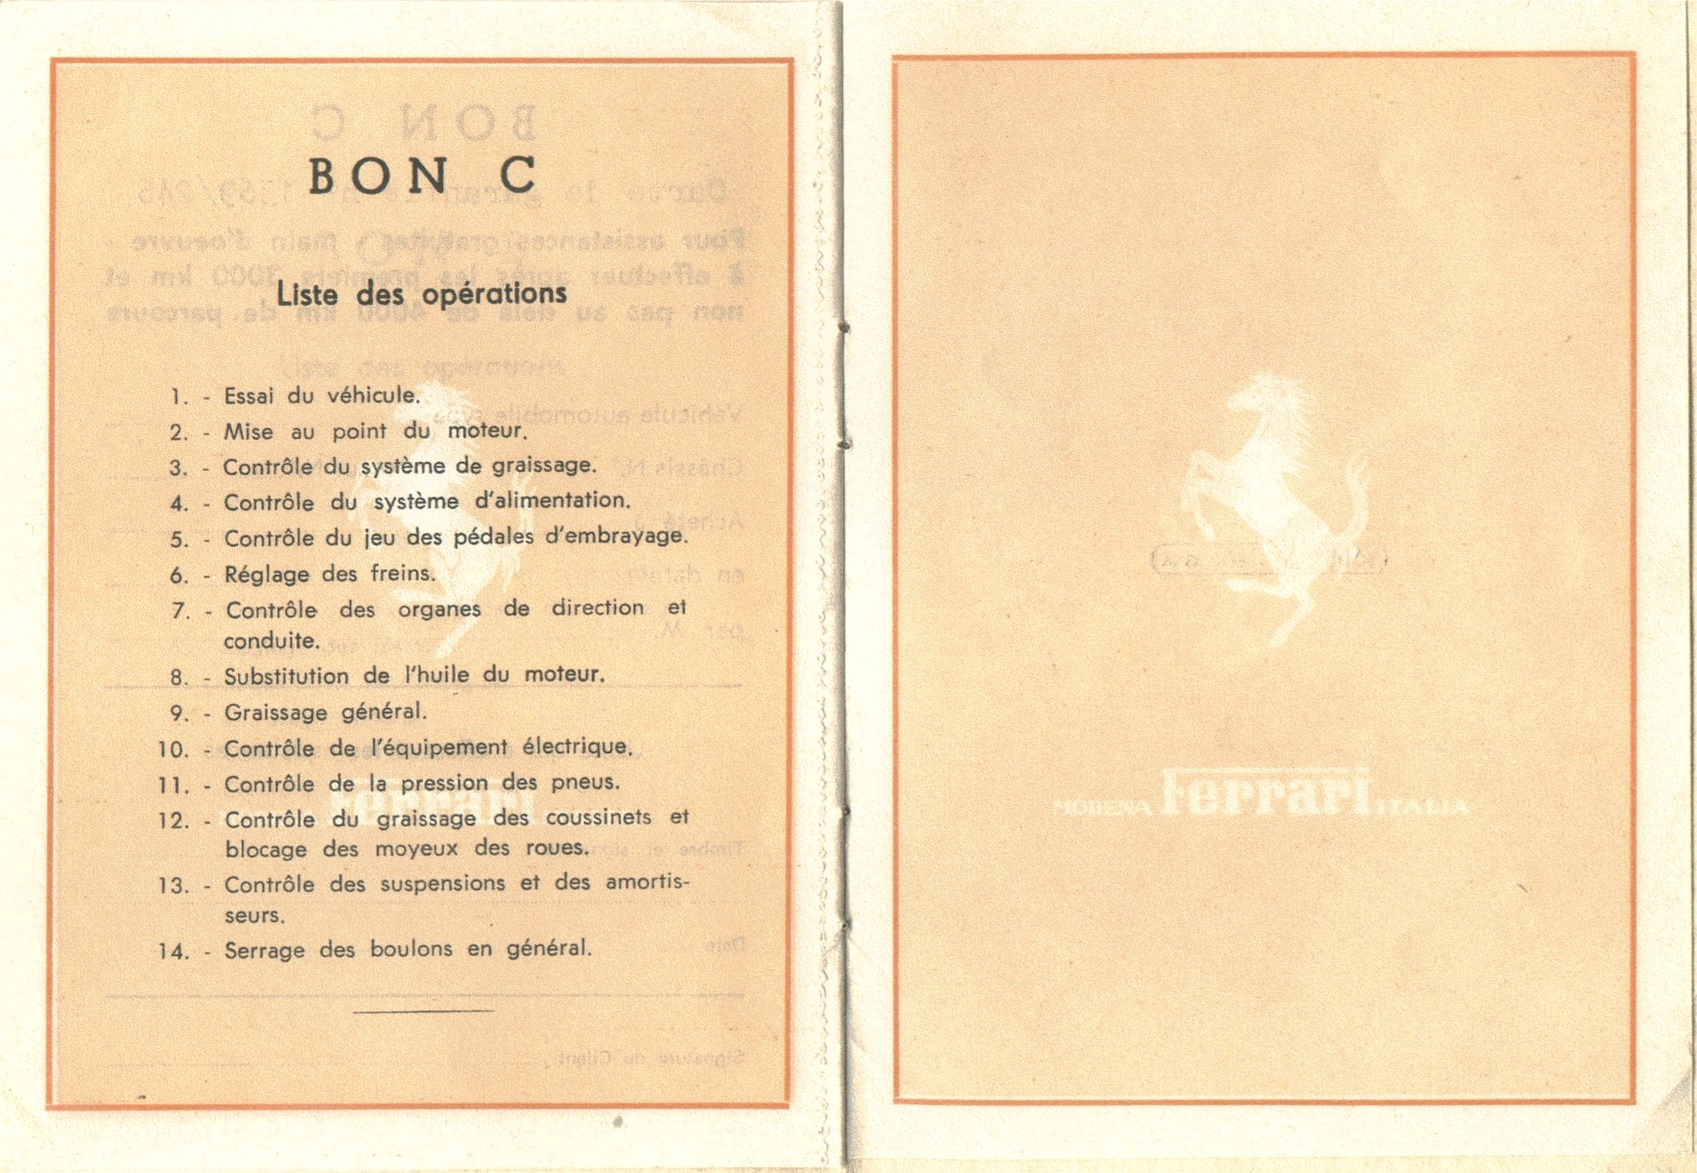 BON C
Liste des opérations
1. - Essai du véhicule.
2. - Mise au point du moteur.
3. - Contrôle du système de graissage.
4. - Contrôle du système d'alimentation.
5. - Contrôle du jeu des pédales d'embrayage.
6. - Réglage des freins.
7. - Contrôle des organes de direction et
conduite.
8. - Substitution de l'huile du moteur.
9. - Graissage général.
10. - Contrôle de l'équipement électrique.
11. - Contrôle de la pression des pneus.
12. - Contrôle du graissage des coussinets et
blocage des moyeux des roues.
13. - Contrôle des suspensions et des amortis-
seurs.
14. - Serrage des boulons en général.
Ferrari
MODENA Ferrari ITALIA